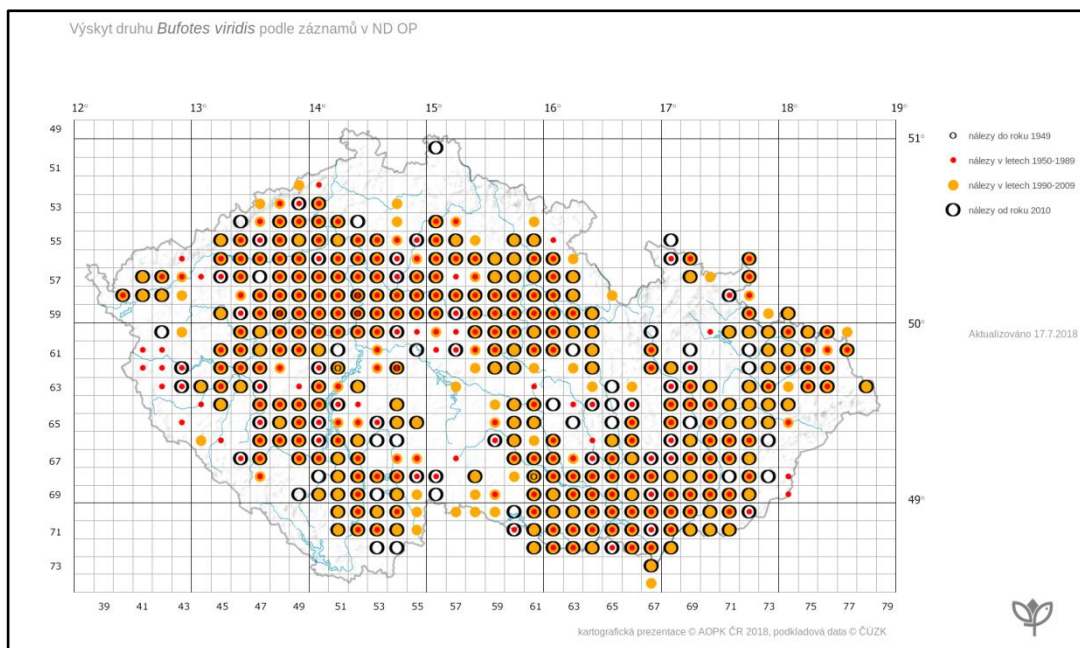 Výskyt druhu Bufotes viridis podle záznamů v ND OP
12° 13° 14° 15° 16° 17° 18° 19°
49
51° nálezy do roku 1949
51
nálezy v letech 1950-1989
nálezy v letech 1990-2009
53
nálezy od roku 2010
55
57
59
50°
Aktualizováno 17.7.2018
61
63
65
67
69
49°
71
73
39 41 43 45 47 49 51 53 55 57 59 61 63 65 67 69 71 73 75 77 79
kartografická prezentace © AOPK ČR 2018, podkladová data © ČÚZK